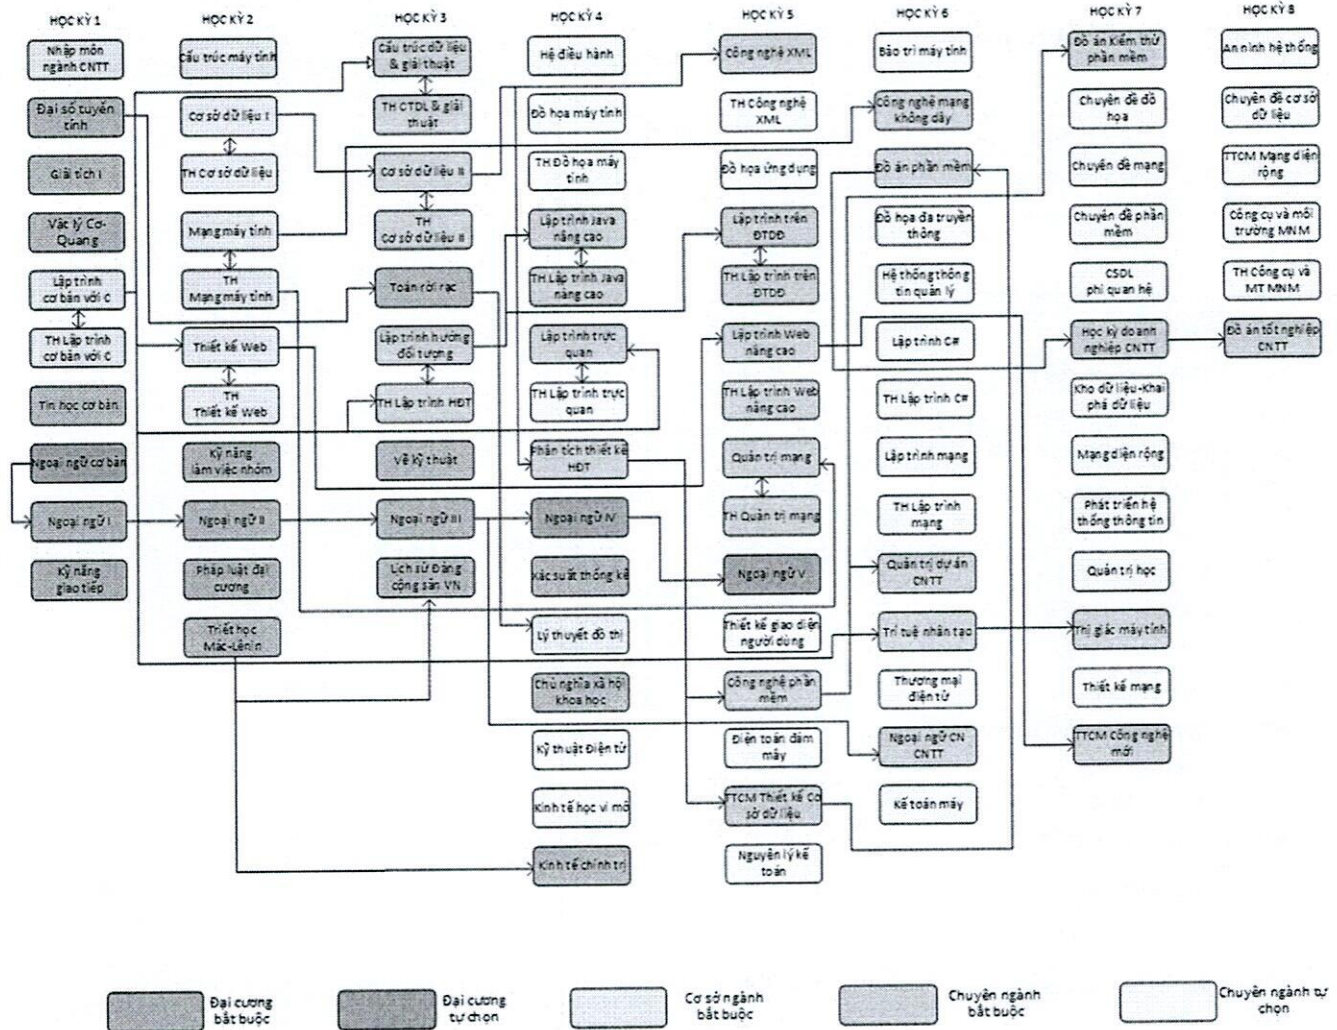 HỌC KỲ 1
Nhập môn
ngành CNTT
Đại số tuyến
tính
Giải tích I
Vật lý Cơ-
Quang
Lập trình
cơ bản với C
TH Lập trình
cơ bản với C
Tin học cơ bản
Ngoại ngữ cơ bản
Ngoại ngữ I
Kỹ năng
giao tiếp
HỌC KỲ 2
Cấu trúc máy tính
Cơ sở dữ liệu I
TH Cơ sở dữ liệu
Mạng máy tính
TH
Mạng máy tính
Thiết kế Web
TH
Thiết kế Web
Kỹ năng
làm việc nhóm
Ngoại ngữ II
Pháp luật đại
cương
Triết học
Mác-Lênin
HỌC KỲ 3
Cấu trúc dữ liệu
& giải thuật
TH CTDL & giải
thuật
Cơ sở dữ liệu II
TH
Cơ sở dữ liệu II
Toán rời rạc
Lập trình hướng
đối tượng
TH Lập trình HĐT
Vẽ kỹ thuật
Ngoại ngữ III
Lịch sử Đảng
cộng sản VN
HỌC KỲ 4
Hệ điều hành
Đồ họa máy tính
TH Đồ họa máy
tính
Lập trình Java
nâng cao
TH Lập trình Java
nâng cao
Lập trình trực
quan
TH Lập trình trực
quan
Phân tích thiết kế
HĐT
Ngoại ngữ IV
Xác suất thống kê
Lý thuyết đồ thị
Chủ nghĩa xã hội
khoa học
Kỹ thuật Điện tử
Kinh tế học vi mô
Kinh tế chính trị
HỌC KỲ 5
Công nghệ XML
TH Công nghệ
XML
Đồ họa ứng dụng
Lập trình trên
ĐTDĐ
TH Lập trình trên
ĐTDĐ
Lập trình Web
nâng cao
TH Lập trình Web
nâng cao
Quản trị mạng
TH Quản trị mạng
Ngoại ngữ V
Thiết kế giao diện
người dùng
Công nghệ phần
mềm
Điện toán đám
mây
TTCM Thiết kế Cơ
sở dữ liệu
Nguyên lý kế
toán
HỌC KỲ 6
Bảo trì máy tính
Công nghệ mạng
không dây
Đồ án phần mềm
Đồ họa đa truyền
thông
Hệ thống thông
tin quản lý
Lập trình C#
TH Lập trình C#
Lập trình mạng
TH Lập trình
mạng
Quản trị dự án
CNTT
Trí tuệ nhân tạo
Thương mại
điện tử
Ngoại ngữ CN
CNTT
Kế toán máy
HỌC KỲ 7
Đồ án Kiểm thử
phần mềm
Chuyên đề đồ
họa
Chuyên đề mạng
Chuyên đề phần
mềm
CSDL
phi quan hệ
Học kỳ doanh
nghiệp CNTT
Kho dữ liệu-Khai
phá dữ liệu
Mạng diện rộng
Phát triển hệ
thống thông tin
Quản trị học
Thị giác máy tính
Thiết kế mạng
TTCM Công nghệ
mới
HỌC KỲ 8
An ninh hệ thống
Chuyên đề cơ sở
dữ liệu
TTCM Mạng diện
rộng
Công cụ và môi
trường MNM
TH Công cụ và
MT MNM
Đồ án tốt nghiệp
CNTT
Đại cương
bắt buộc
Đại cương
tự chọn
Cơ sở ngành
bắt buộc
Chuyên ngành
bắt buộc
Chuyên ngành tự
chọn